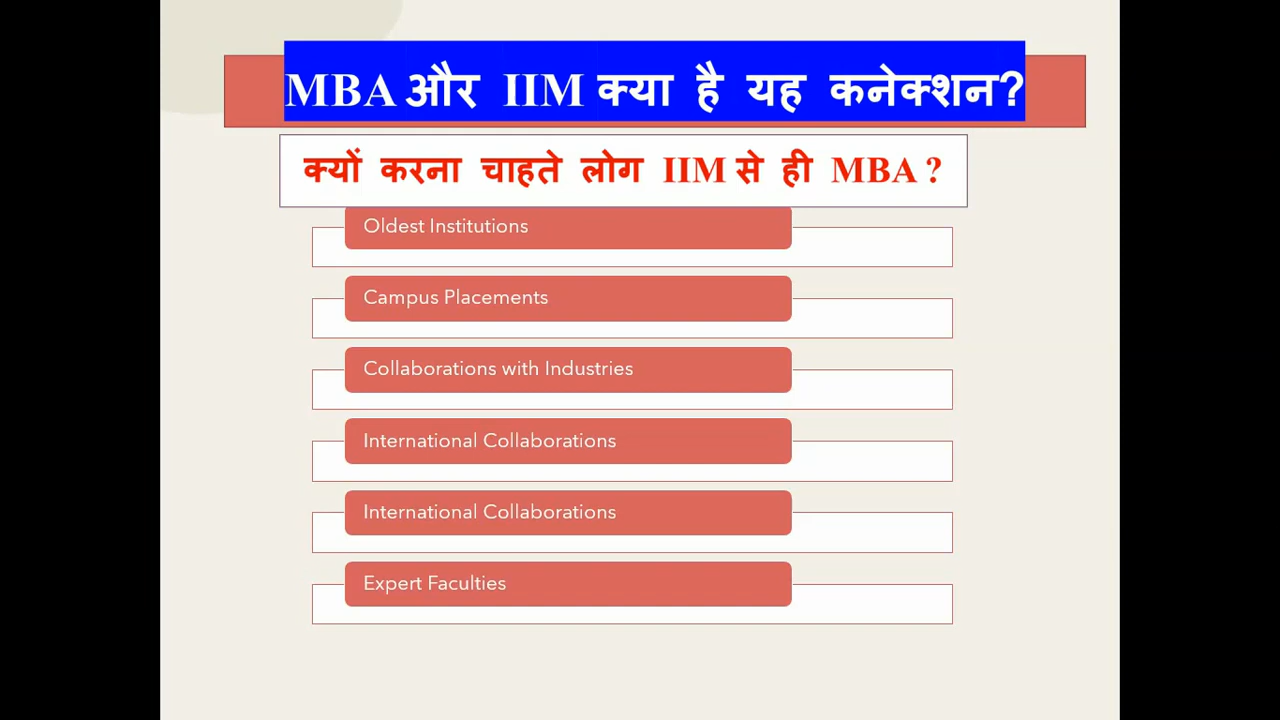 MBA और IIM क्या है यह कनेक्शन?
क्यों करना चाहते लोग IIM से ही MBA ?
Oldest Institutions
Campus Placements
Collaborations with Industries
International Collaborations
International Collaborations
Expert Faculties